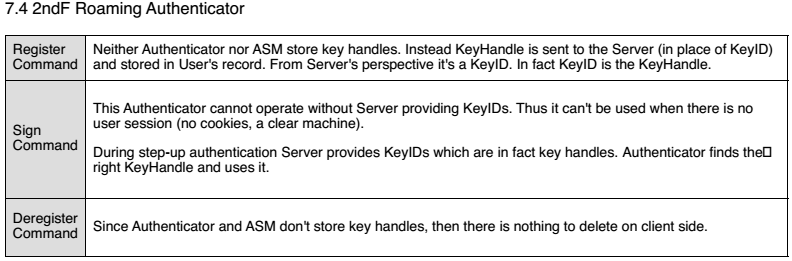 7.4 2ndF Roaming Authenticator
Register
Command
Neither Authenticator nor ASM store key handles. Instead KeyHandle is sent to the Server (in place of KeyID)
and stored in User's record. From Server's perspective it's a KeyID. In fact KeyID is the KeyHandle.
Sign
Command
This Authenticator cannot operate without Server providing KeyIDs. Thus it can't be used when there is no
user session (no cookies, a clear machine).
During step-up authentication Server provides KeyIDs which are in fact key handles. Authenticator finds the□
right KeyHandle and uses it.
Deregister
Command
Since Authenticator and ASM don't store key handles, then there is nothing to delete on client side.